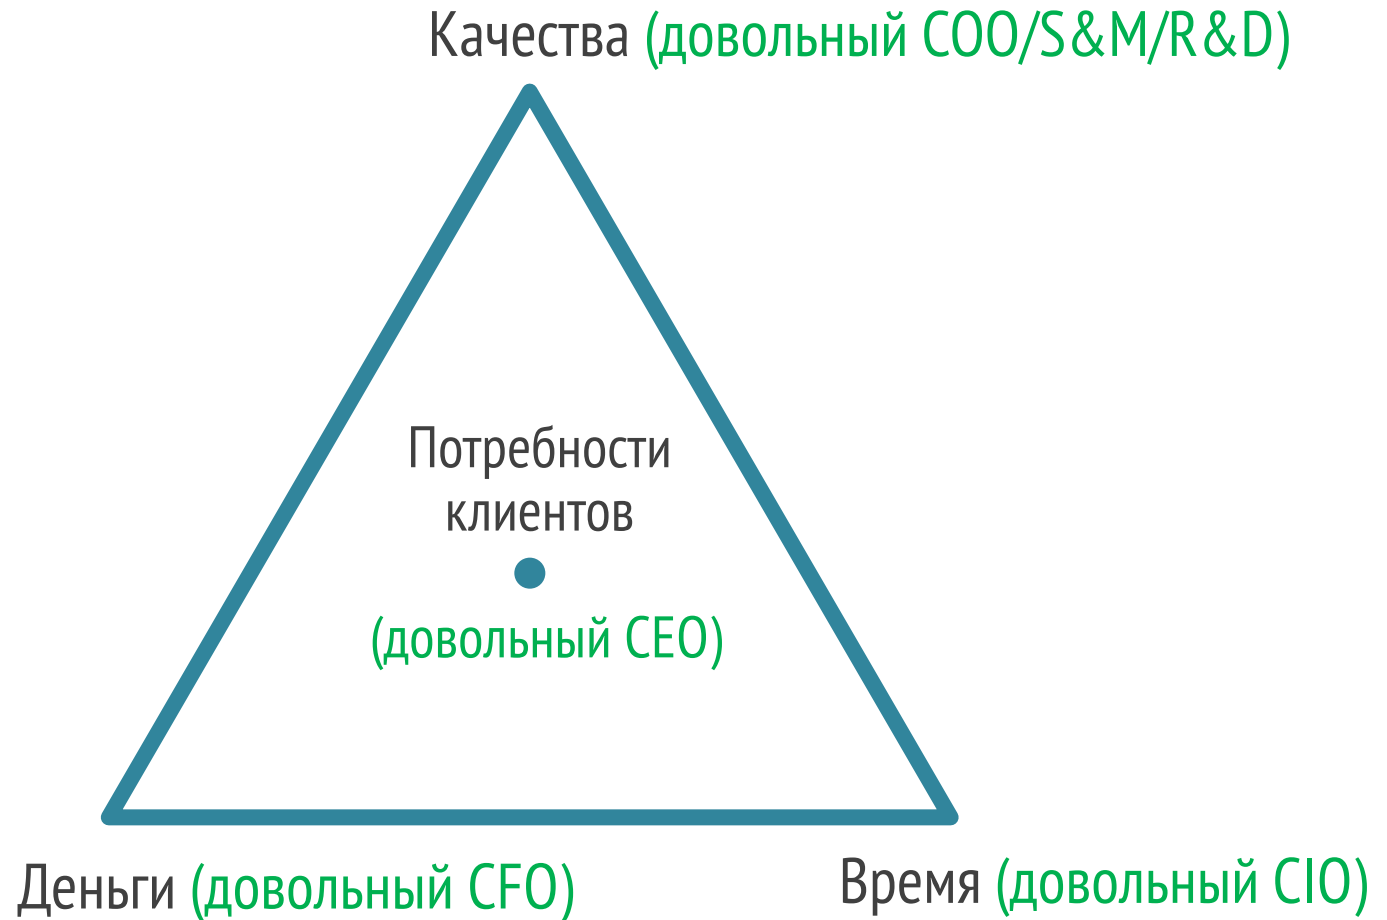 Качества (довольный COO/S&M/R&D)
Потребности
клиентов
(довольный CEO)
Деньги (довольный CFO)
Время (довольный CIO)